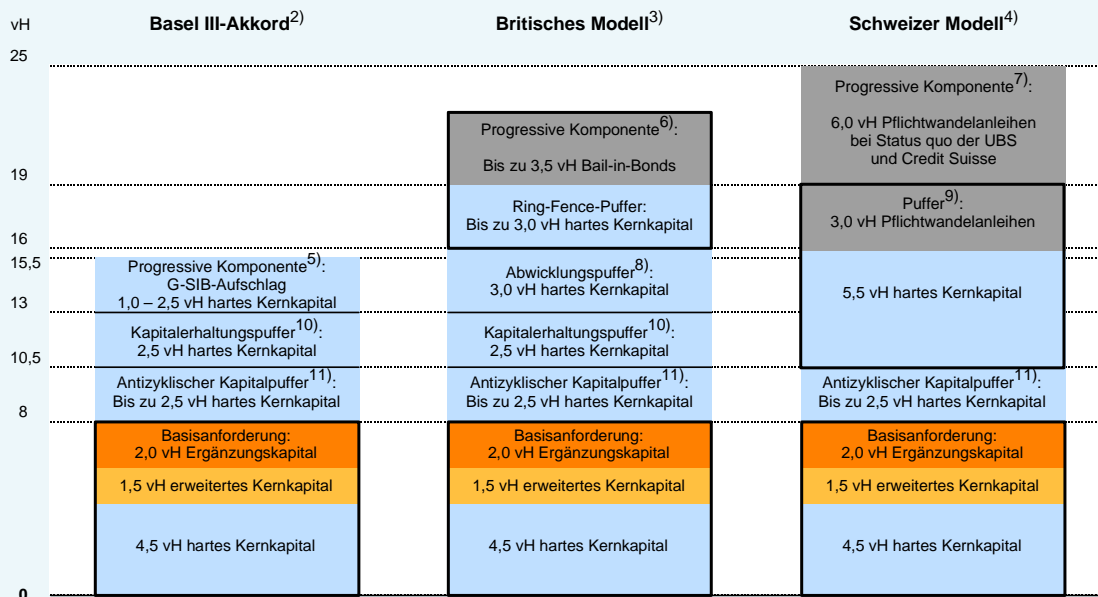 vH
Basel III-Akkord2)
Britisches Modell3)
Schweizer Modell4)
25
19
16
15,5
13
10,5
8
0
Progressive Komponente5):
G-SIB-Aufschlag
1,0 – 2,5 vH hartes Kernkapital
Kapitalerhaltungspuffer10):
2,5 vH hartes Kernkapital
Antizyklischer Kapitalpuffer11):
Bis zu 2,5 vH hartes Kernkapital
Basisanforderung:
2,0 vH Ergänzungskapital
1,5 vH erweitertes Kernkapital
4,5 vH hartes Kernkapital
Progressive Komponente6):
Bis zu 3,5 vH Bail-in-Bonds
Ring-Fence-Puffer:
Bis zu 3,0 vH hartes Kernkapital
Abwicklungspuffer8):
3,0 vH hartes Kernkapital
Kapitalerhaltungspuffer10):
2,5 vH hartes Kernkapital
Antizyklischer Kapitalpuffer11):
Bis zu 2,5 vH hartes Kernkapital
Basisanforderung:
2,0 vH Ergänzungskapital
1,5 vH erweitertes Kernkapital
4,5 vH hartes Kernkapital
Progressive Komponente7):
6,0 vH Pflichtwandelanleihen
bei Status quo der UBS
und Credit Suisse
Puffer9):
3,0 vH Pflichtwandelanleihen
5,5 vH hartes Kernkapital
Antizyklischer Kapitalpuffer11):
Bis zu 2,5 vH hartes Kernkapital
Basisanforderung:
2,0 vH Ergänzungskapital
1,5 vH erweitertes Kernkapital
4,5 vH hartes Kernkapital